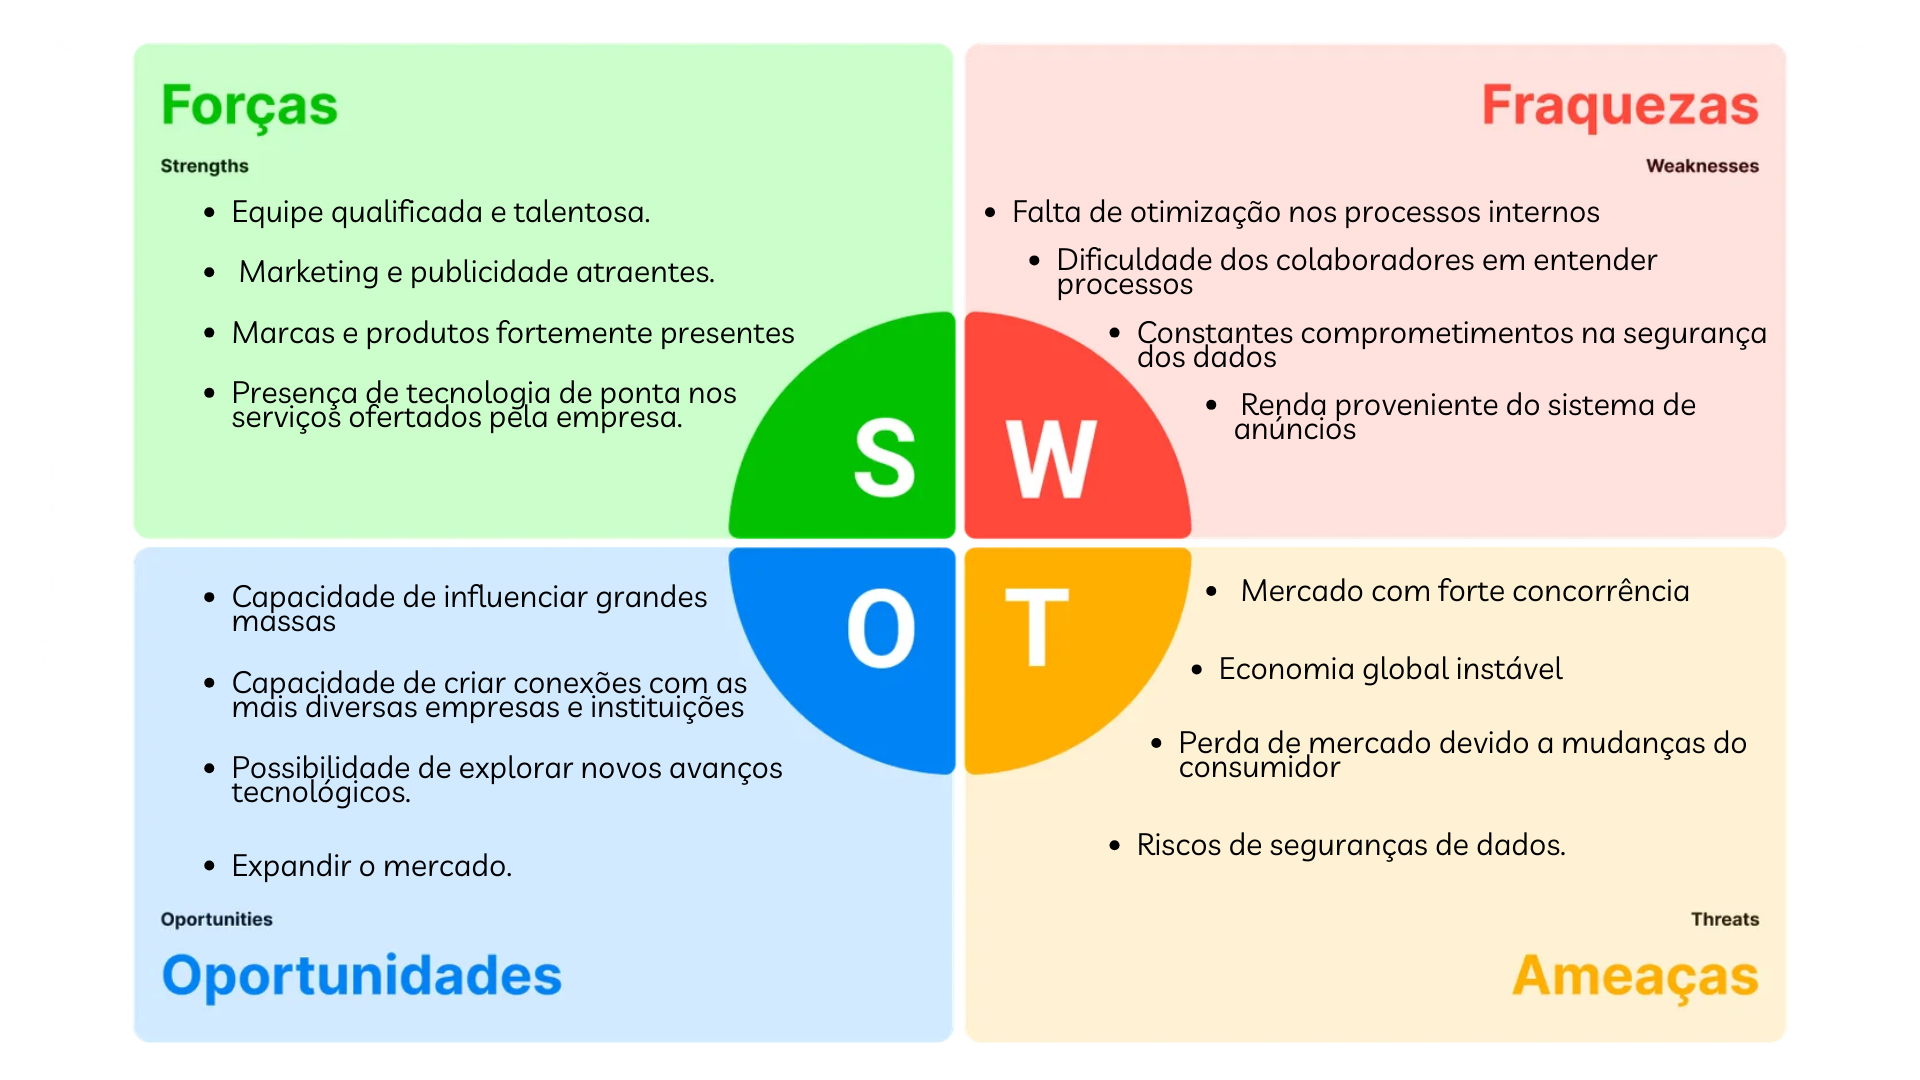 Forças
Strengths
• Equipe qualificada e talentosa.
• Marketing e publicidade atraentes.
• Marcas e produtos fortemente presentes
• Presença de tecnologia de ponta nos
serviços ofertados pela empresa.
S
Fraquezas
Weaknesses
• Falta de otimização nos processos internos
• Dificuldade dos colaboradores em entender
processos
• Constantes comprometimentos na segurança
dos dados
• Renda proveniente do sistema de
anúncios
W
• Capacidade de influenciar grandes
massas
• Capacidade de criar conexões com as
mais diversas empresas e instituições
• Possibilidade de explorar novos avanços
tecnológicos.
• Expandir o mercado.
O
Oportunities
Oportunidades
T
• Mercado com forte concorrência
• Economia global instável
• Perda de mercado devido a mudanças do
consumidor
• Riscos de seguranças de dados.
Threats
Ameaças